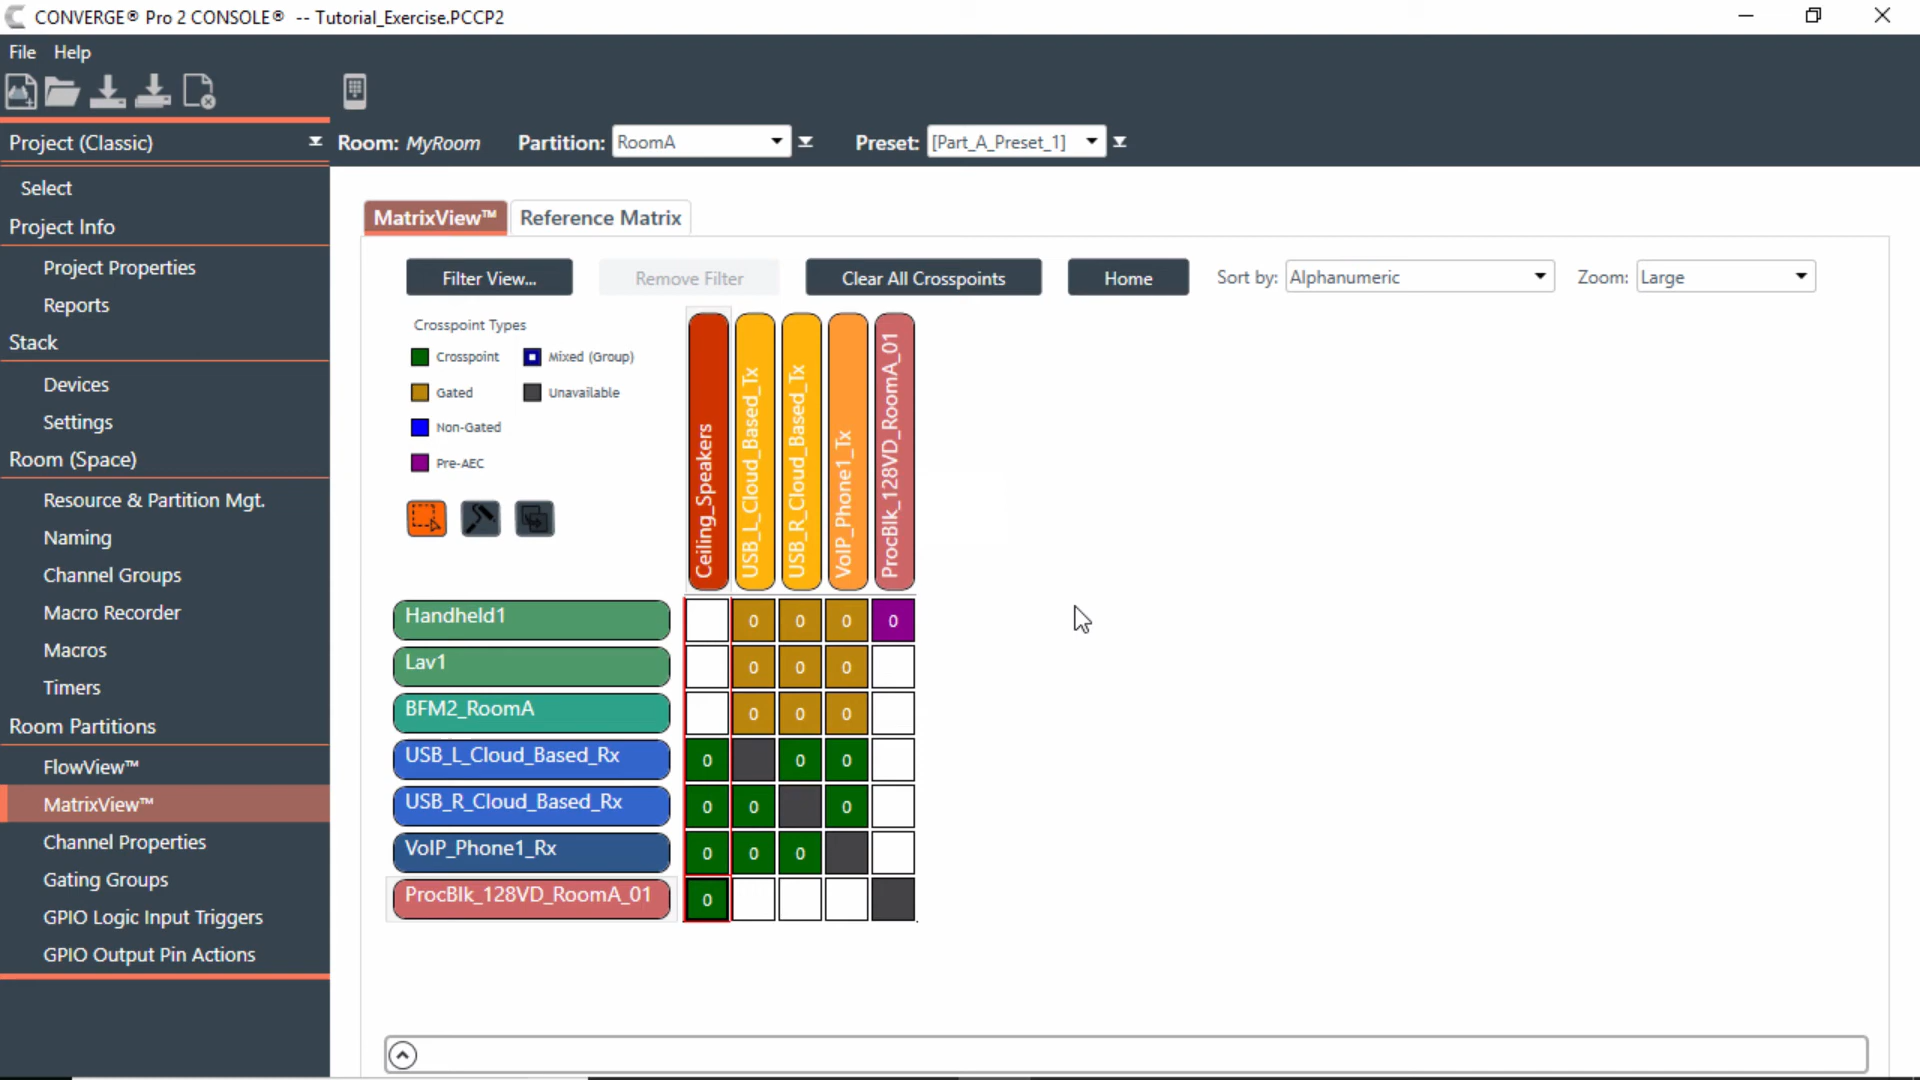 CONVERGE® Pro 2 CONSOLE® -- Tutorial_Exercise.PCCP2
File Help
Project (Classic)
Room: MyRoom Partition: RoomA Preset: [Part_A_Preset_1]
Select
Project Info
Project Properties
Reports
Stack
Devices
Settings
Room (Space)
Resource & Partition Mgt.
Naming
Channel Groups
Macro Recorder
Macros
Timers
Room Partitions
FlowView™
MatrixView™
Channel Properties
Gating Groups
GPIO Logic Input Triggers
GPIO Output Pin Actions
MatrixView™ Reference Matrix
Filter View... Remove Filter Clear All Crosspoints Home Sort by: Alphanumeric Zoom: Large
Crosspoint Types
Crosspoint Mixed (Group)
Gated Unavailable
Non-Gated
Pre-AEC
Ceiling_Speakers
USB_L_Cloud_Based_Tx
USB_R_Cloud_Based_Tx
VoIP_Phone1_Tx
ProcBlk_128VD_RoomA_01
Handheld1 0 0 0 0
Lav1 0 0 0
BFM2_RoomA 0 0 0
USB_L_Cloud_Based_Rx 0 0 0
USB_R_Cloud_Based_Rx 0 0 0
VoIP_Phone1_Rx 0 0 0
ProcBlk_128VD_RoomA_01 0